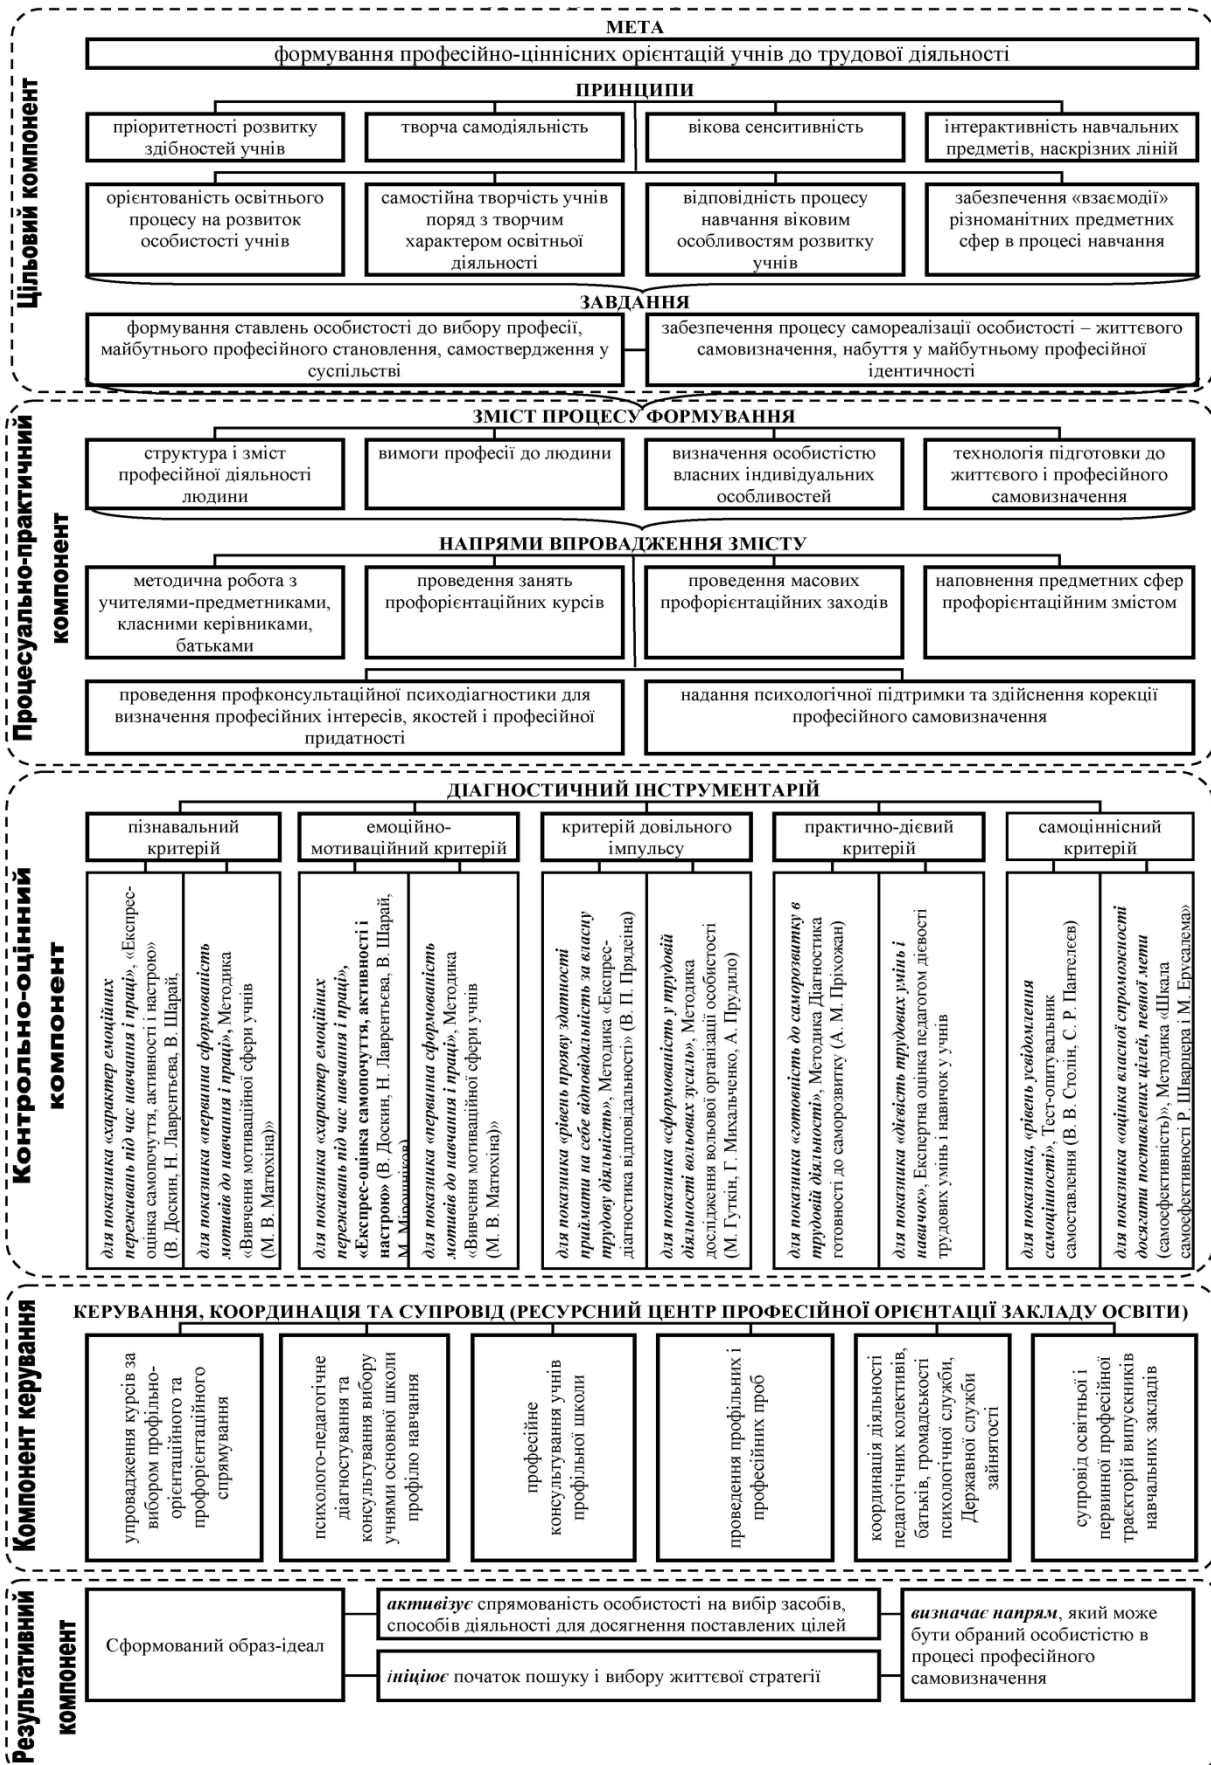 МЕТА
формування професійно-ціннісних орієнтацій учнів до трудової діяльності
ПРИНЦИПИ
пріоритетності розвитку
здібностей учнів
творча самодіяльність
вікова сенситивність
інтерактивність навчальних
предметів, наскрізних ліній
орієнтованість освітнього
процесу на розвиток
особистості учнів
самостійна творчість учнів
поряд з творчим
характером освітньої
діяльності
відповідність процесу
навчання віковим
особливостям розвитку
учнів
забезпечення «взаємодії»
різноманітних предметних
сфер в процесі навчання
ЗАВДАННЯ
формування ставлень особистості до вибору професії,
майбутнього професійного становлення, самоствердження у
суспільстві
забезпечення процесу самореалізації особистості – життєвого
самовизначення, набуття у майбутньому професійної
ідентичності
Цільовий компонент
ЗМІСТ ПРОЦЕСУ ФОРМУВАННЯ
структура і зміст
професійної діяльності
людини
вимоги професії до людини
визначення особистістю
власних індивідуальних
особливостей
технологія підготовки до
життєвого і професійного
самовизначення
НАПРЯМИ ВПРОВАДЖЕННЯ ЗМІСТУ
методична робота з
учителями-предметниками,
класними керівниками,
батьками
проведення занять
профорієнтаційних курсів
проведення масових
профорієнтаційних заходів
наповнення предметних сфер
профорієнтаційним змістом
проведення профконсультаційної психодіагностики для
визначення професійних інтересів, якостей і професійної
придатності
надання психологічної підтримки та здійснення корекції
професійного самовизначення
Процесуально-практичний
компонент
ДІАГНОСТИЧНИЙ ІНСТРУМЕНТАРІЙ
пізнавальний
критерій
емоційно-
мотиваційний критерій
критерій довільного
імпульсу
практично-дієвий
критерій
самоціннісний
критерій
для показника «характер емоційних
переживань під час навчання і праці», «Експрес-
оцінка самопочуття, активності і настрою»
(В. Доскин, Н. Лаврентьєва, В. Шарай,
для показника «первинна сформованість
мотивів до навчання і праці», Методика
«Вивчення мотиваційної сфери учнів
(М. В. Матюхіна)»
для показника «характер емоційних
переживань під час навчання і праці»,
«Експрес-оцінка самопочуття, активності і
настрою» (В. Доскин, Н. Лаврентьєва, В. Шарай,
М. Мірошніков)
для показника «первинна сформованість
мотивів до навчання і праці», Методика
«Вивчення мотиваційної сфери учнів
(М. В. Матюхіна)»
для показника «рівень прояву здатності
приймати на себе відповідальність за власну
трудову діяльність», Методика «Експрес-
діагностика відповідальності» (В. П. Прядеіна)
для показника «сформованість у трудовій
діяльності вольових зусиль», Методика
дослідження вольової організації особистості
(М. Гуткін, Г. Михальченко, А. Прудило)
для показника «готовність до саморозвитку в
трудовій діяльності», Методика Діагностика
готовності до саморозвитку (А. М. Пріхожан)
для показника «дієвість трудових умінь і
навичок», Експертна оцінка педагогом дієвості
трудових умінь і навичок у учнів
для показника, «рівень усвідомлення
самоцінності», Тест-опитувальник
самоставлення (В. В. Столін, С. Р. Пантелєєв)
для показника «оцінка власної спроможності
досягати поставлених цілей, певної мети
(самоефективність)», Методика «Шкала
самоефективності Р. Шварцера і М. Ерусалема»
Контрольно-оцінний
компонент
КЕРУВАННЯ, КООРДИНАЦІЯ ТА СУПРОВІД (РЕСУРСНИЙ ЦЕНТР ПРОФЕСІЙНОЇ ОРІЄНТАЦІЇ ЗАКЛАДУ ОСВІТИ)
упровадження курсів за
вибором профільно-
орієнтаційного та
профорієнтаційного
спрямування
психолого-педагогічне
діагностування та
консультування вибору
учнями основної школи
профілю навчання
професійне
консультування учнів
профільної школи
проведення профільних і
професійних проб
координація діяльності
педагогічних колективів,
батьків, громадськості
психологічної служби,
Державної служби
зайнятості
супровід освітньої і
первинної професійної
траєкторій випускників
навчальних закладів
Компонент керування
Сформований образ-ідеал
активізує спрямованість особистості на вибір засобів,
способів діяльності для досягнення поставлених цілей
ініціює початок пошуку і вибору життєвої стратегії
визначає напрям, який може
бути обраний особистістю в
процесі професійного
самовизначення
Результативний
компонент